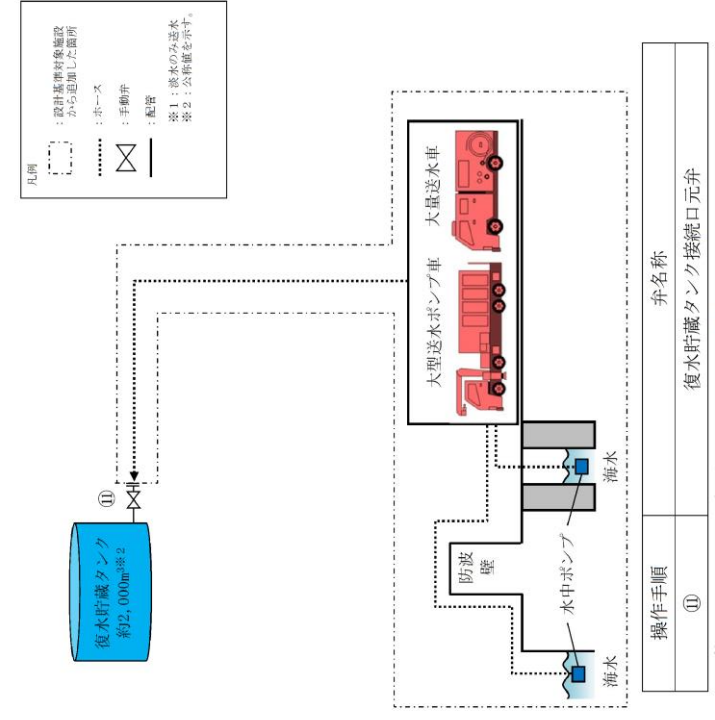 凡例
：設計基準対象施設
から追加した箇所
：ホース
：手動弁
：配管
※１：淡水のみ送水
※２：公称値を示す。
復水貯蔵タンク
約2,000m³※2
⑪
大型送水ポンプ車
大量送水車
防波
壁
水中ポンプ
海水
海水
操作手順
弁名称
⑪
復水貯蔵タンク接続口元弁